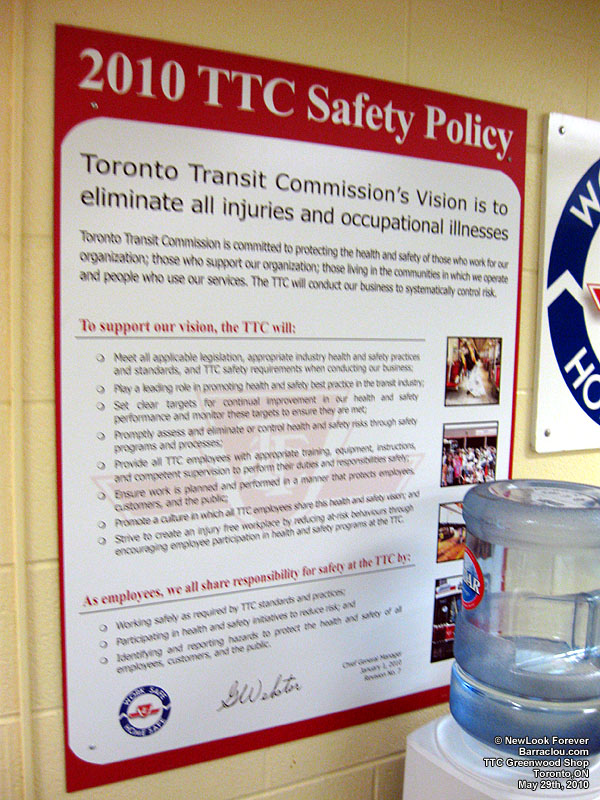 2010 TTC Safety Policy
Toronto Transit Commission's Vision is to
eliminate all injuries and occupational illnesses
Toronto Transit Commission is committed to protecting the health and safety of those who work for our
organization; those who support our organization; those living in the communities in which we operate
and people who use our services. The TTC will conduct our business to systematically control risk.
To support our vision, the TTC will:
Meet all applicable legislation, appropriate industry health and safety practices
and standards, and TTC safety requirements when conducting our business;
Play a leading role in promoting health and safety best practice in the transit industry;
Set clear targets for continual improvement in our health and safety
performance and monitor these targets to ensure they are met;
Promptly assess and eliminate or control health and safety risks through safety
programs and processes;
Provide all TTC employees with appropriate training, equipment, instructions,
and competent supervision to perform their duties and responsibilities safely;
Ensure work is planned and performed in a manner that protects employees,
customers, and the public;
Promote a culture in which all TTC employees share this health and safety vision; and
Strive to create an injury free workplace by reducing at-risk behaviours through
encouraging employee participation in health and safety programs at the TTC.
As employees, we all share responsibility for safety at the TTC by:
Working safely as required by TTC standards and practices;
Participating in health and safety initiatives to reduce risk; and
Identifying and reporting hazards to protect the health and safety of all
employees, customers, and the public.
WORK SAFE
HOME SAFE
GWebster
Chief General Manager
January 1, 2010
Revision No. 7
WO
HO
AR
© NewLook Forever
Barraclou.com
TTC Greenwood Shop
Toronto,ON
May 29th, 2010